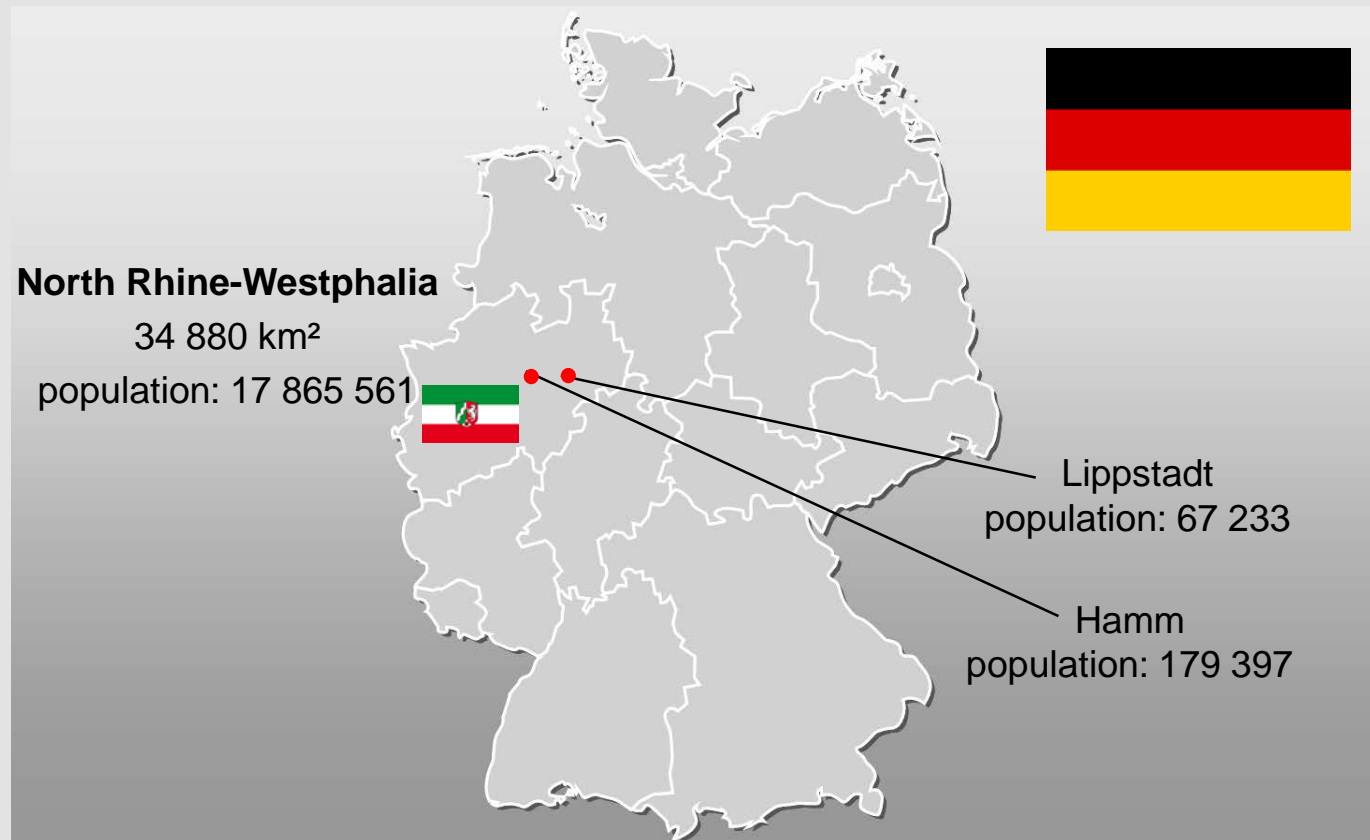 North Rhine-Westphalia
34 880 km²
population: 17 865 561
Lippstadt
population: 67 233
Hamm
population: 179 397